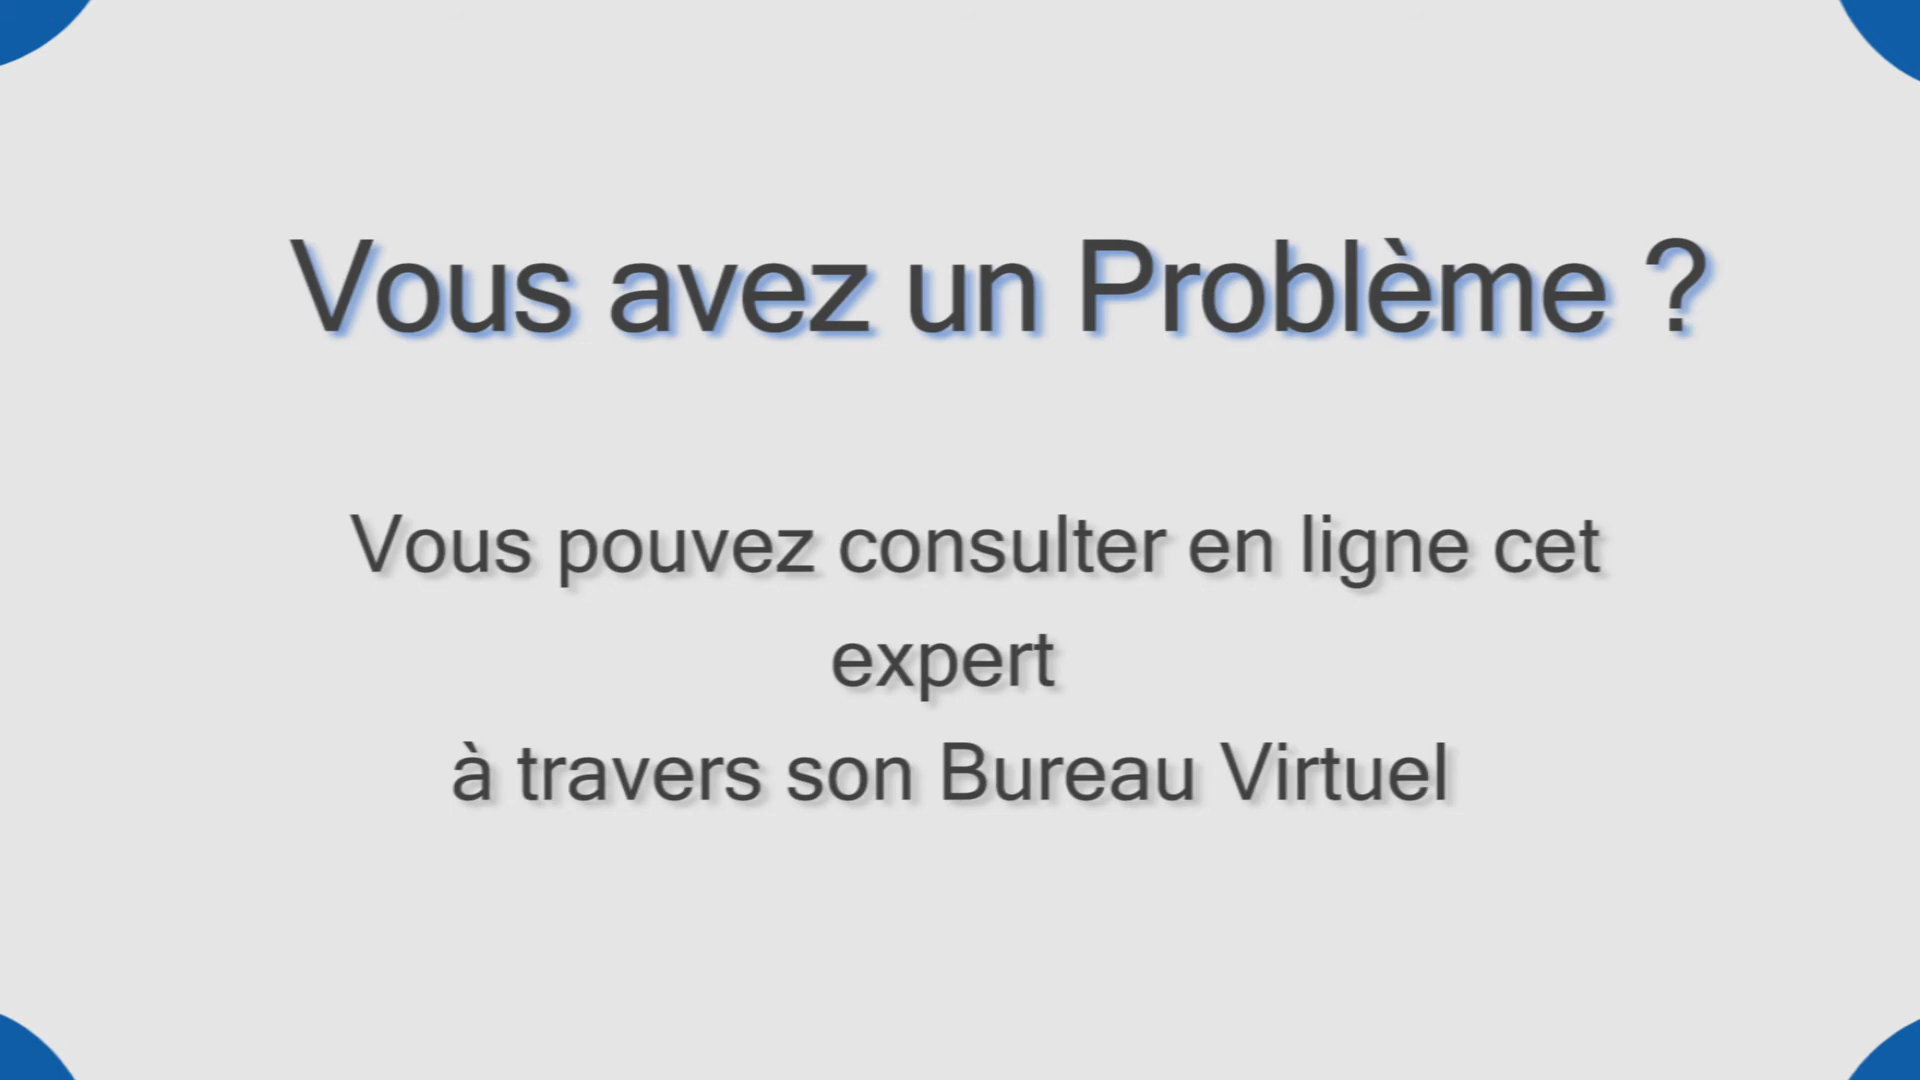 Vous avez un Problème ?
Vous pouvez consulter en ligne cet
expert
à travers son Bureau Virtuel